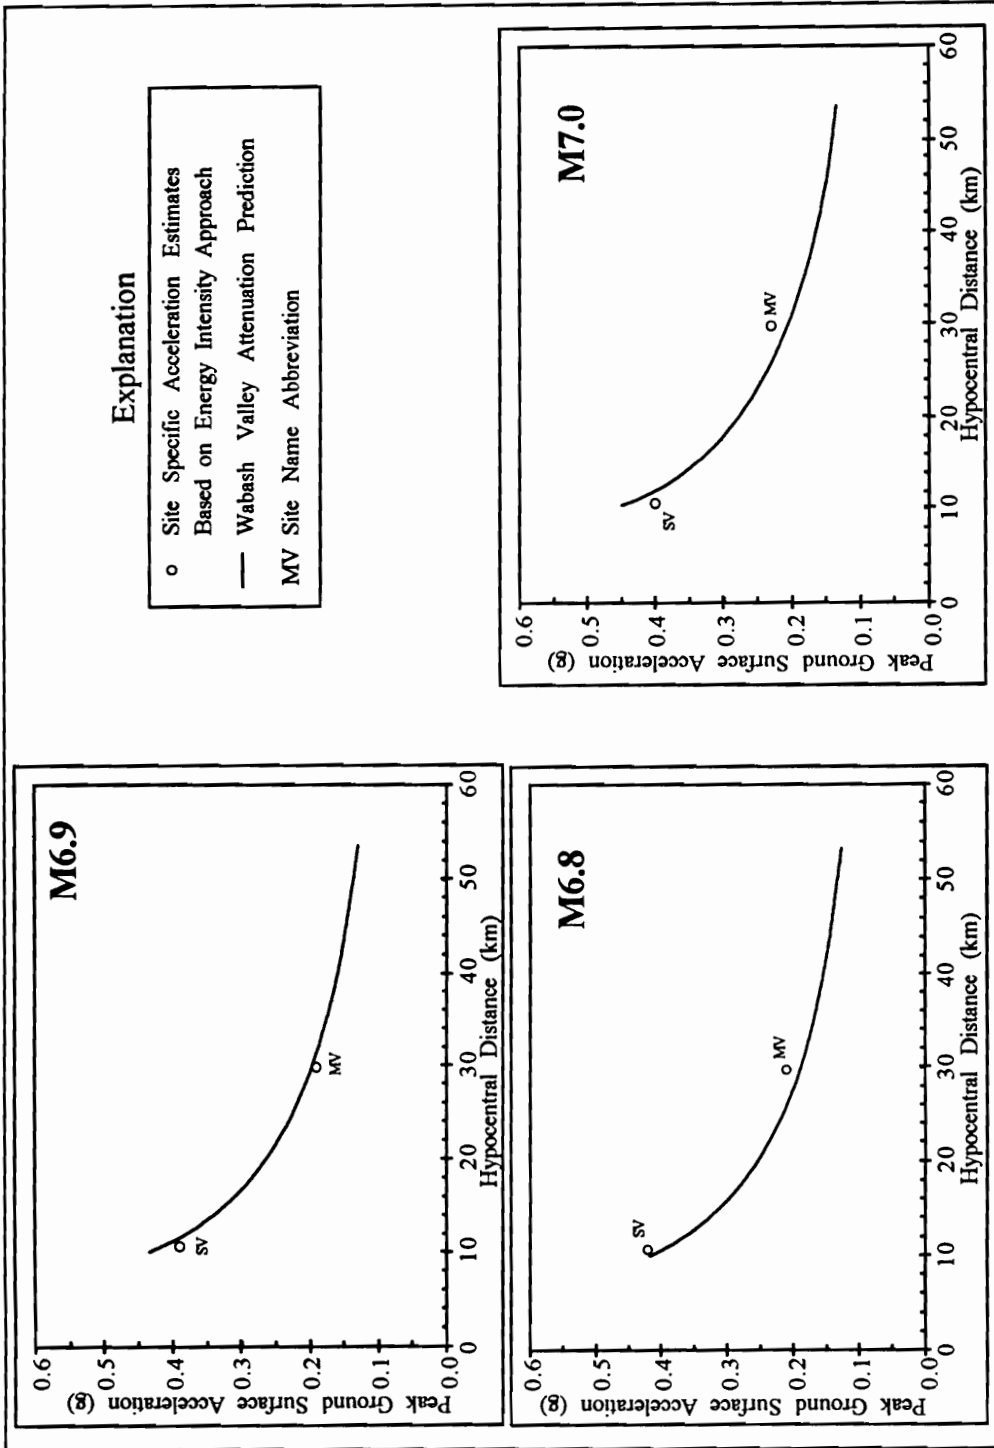 Explanation
o Site Specific Acceleration Estimates
Based on Energy Intensity Approach
— Wabash Valley Attenuation Prediction
MV Site Name Abbreviation
M6.9
0.6
0.5
0.4
0.3
0.2
0.1
0.0
Peak Ground Surface Acceleration (g)
SV
MV
0 10 20 30 40 50 60
Hypocentral Distance (km)
M6.8
0.6
0.5
0.4
0.3
0.2
0.1
0.0
Peak Ground Surface Acceleration (g)
SV
MV
0 10 20 30 40 50 60
Hypocentral Distance (km)
M7.0
0.6
0.5
0.4
0.3
0.2
0.1
0.0
Peak Ground Surface Acceleration (g)
SV
MV
0 10 20 30 40 50 60
Hypocentral Distance (km)